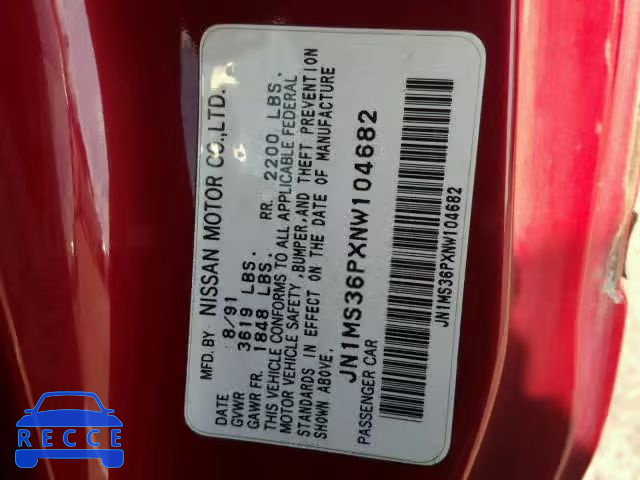 MFD.BY NISSAN MOTOR CO.,LTD.
DATE 8/91
GVWR 3619 LBS.
GAWR FR. 1848 LBS. RR. 2200 LBS.
THIS VEHICLE CONFORMS TO ALL APPLICABLE FEDERAL
MOTOR VEHICLE SAFETY ,BUMPER,AND THEFT PREVENTION
STANDARDS IN EFFECT ON THE DATE OF MANUFACTURE
SHOWN ABOVE.
JN1MS36PXNW104682
PASSENGER CAR
JN1MS36PXNW104682
RECCE